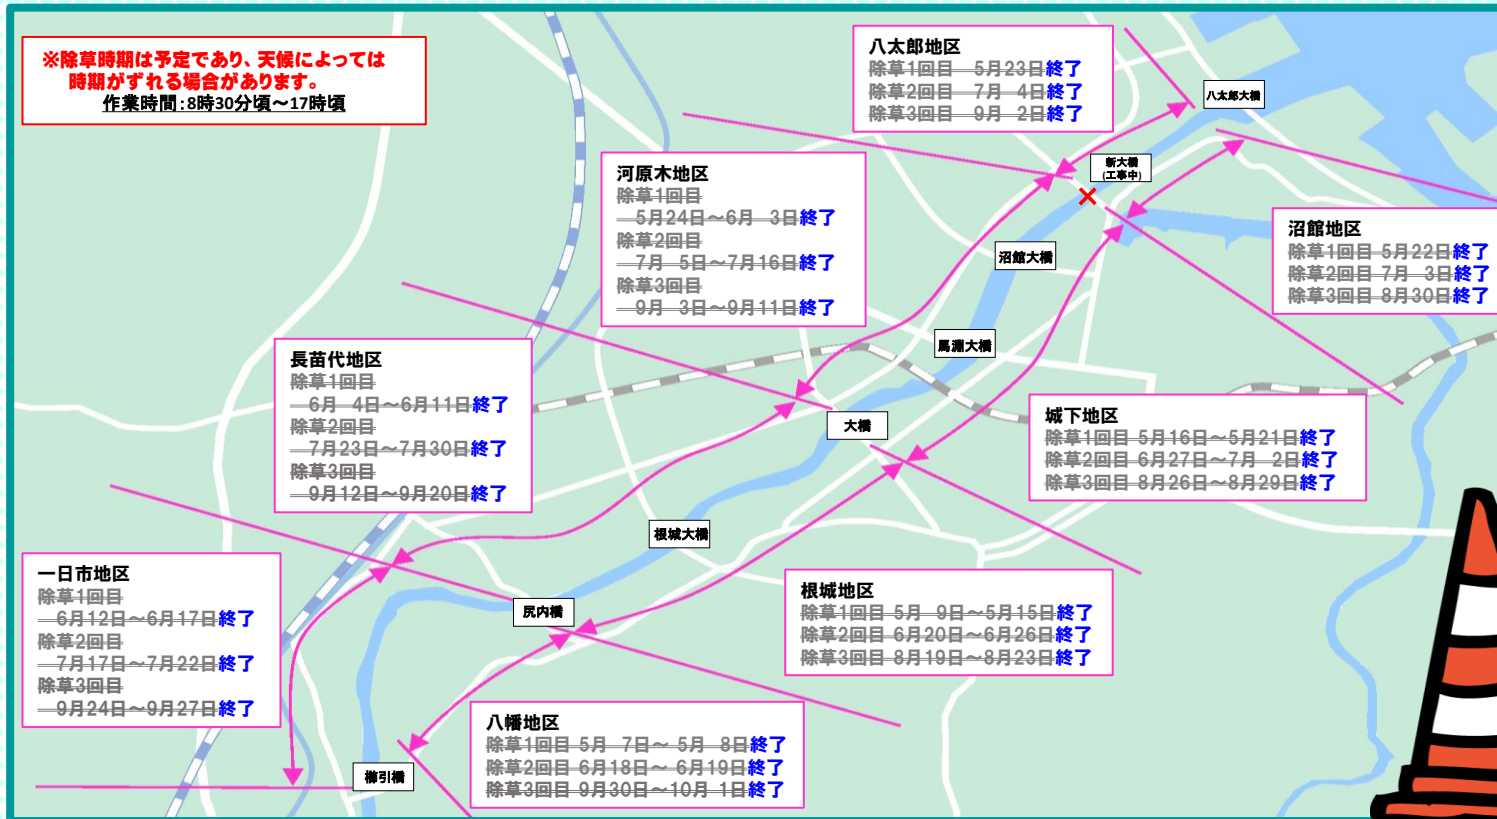 ※除草時期は予定であり、天候によっては
時期がずれる場合があります。
作業時間:8時30分頃～17時頃
八太郎地区
除草1回目 5月23日終了
除草2回目 7月 4日終了
除草3回目 9月 2日終了
八太郎大橋
新大橋
(工事中)
河原木地区
除草1回目
5月24日～6月 3日終了
除草2回目
7月 5日～7月16日終了
除草3回目
9月 3日～9月11日終了
沼館地区
除草1回目 5月22日終了
除草2回目 7月 3日終了
除草3回目 8月30日終了
沼館大橋
馬淵大橋
長苗代地区
除草1回目
6月 4日～6月11日終了
除草2回目
7月23日～7月30日終了
除草3回目
9月12日～9月20日終了
大橋
城下地区
除草1回目 5月16日～5月21日終了
除草2回目 6月27日～7月 2日終了
除草3回目 8月26日～8月29日終了
根城大橋
一日市地区
除草1回目
6月12日～6月17日終了
除草2回目
7月17日～7月22日終了
除草3回目
9月24日～9月27日終了
尻内橋
根城地区
除草1回目 5月 9日～5月15日終了
除草2回目 6月20日～6月26日終了
除草3回目 8月19日～8月23日終了
八幡地区
除草1回目 5月 7日～ 5月 8日終了
除草2回目 6月18日～ 6月19日終了
除草3回目 9月30日～10月 1日終了
櫛引橋